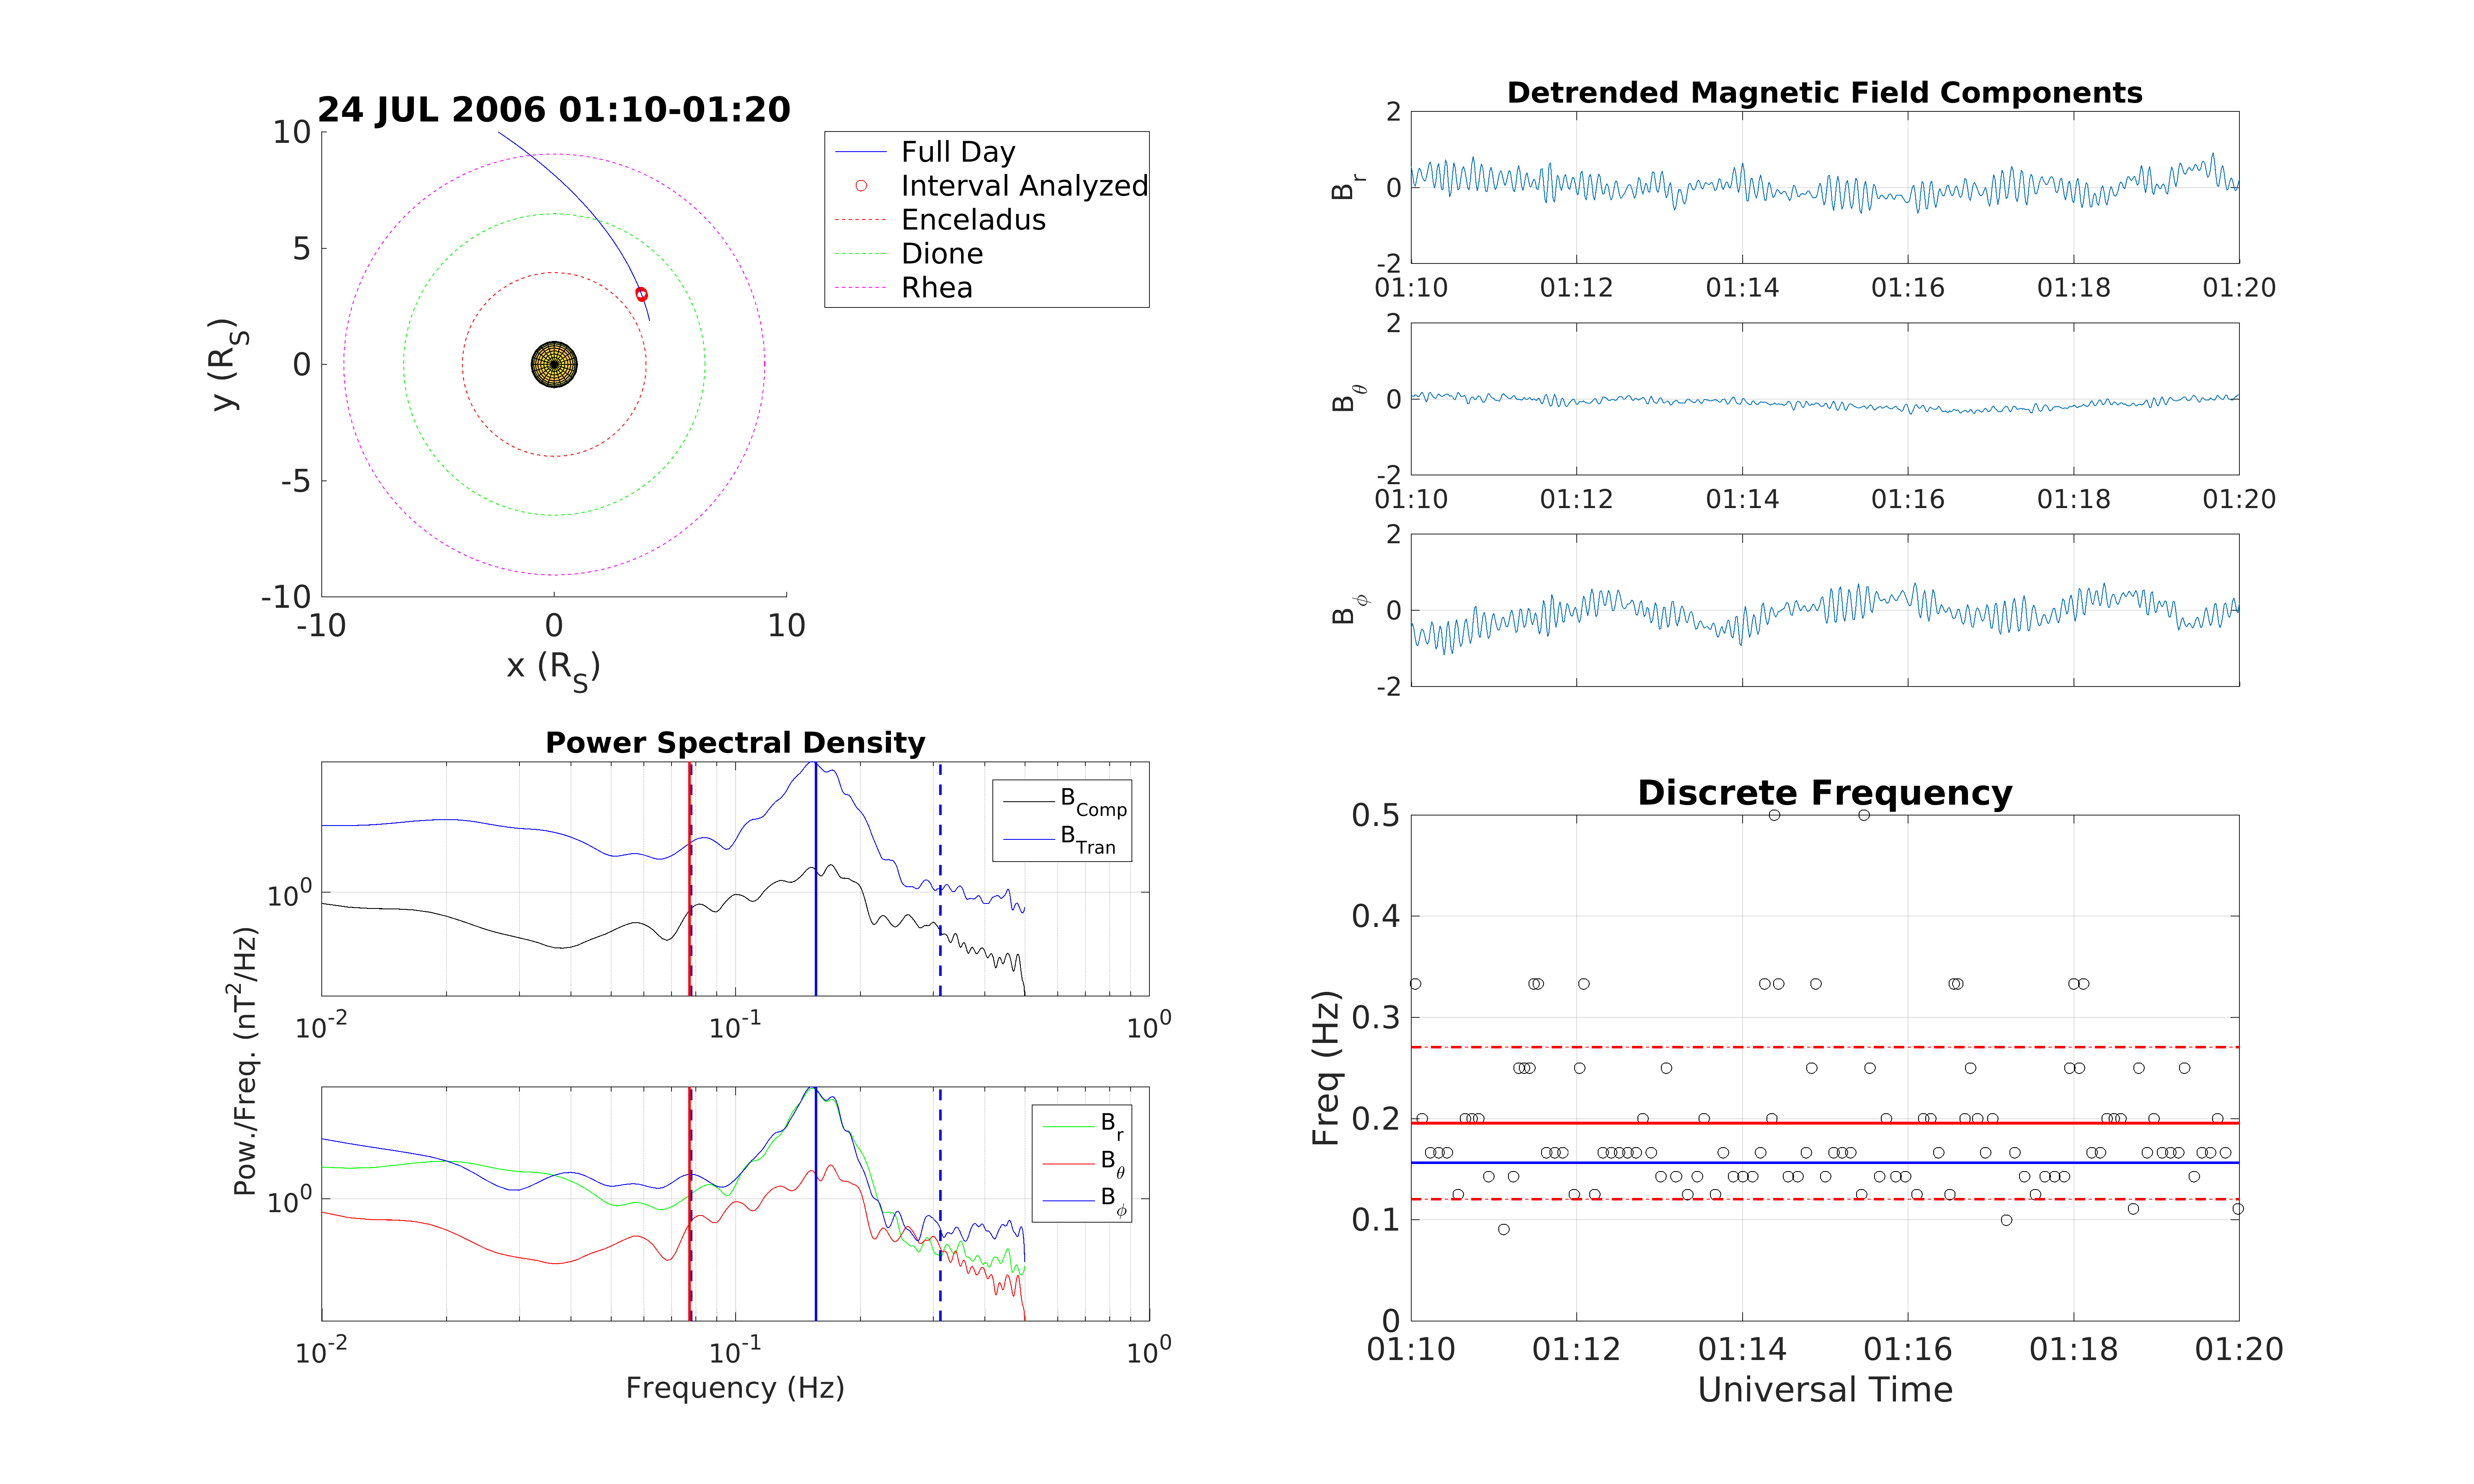 24 JUL 2006 01:10-01:20
10
5
0
-5
-10
-10 0 10
y (R_S)
x (R_S)
Full Day
Interval Analyzed
Enceladus
Dione
Rhea
Detrended Magnetic Field Components
2
0
-2
B_r
01:10 01:12 01:14 01:16 01:18 01:20
2
0
-2
B_θ
01:10 01:12 01:14 01:16 01:18 01:20
2
0
-2
B_ϕ
Power Spectral Density
10^0
B_Comp
B_Tran
10^-2 10^-1 10^0
Pow./Freq. (nT^2/Hz)
10^0
B_r
B_θ
B_ϕ
10^-2 10^-1 10^0
Frequency (Hz)
Discrete Frequency
0.5
0.4
0.3
0.2
0.1
0
Freq (Hz)
01:10 01:12 01:14 01:16 01:18 01:20
Universal Time